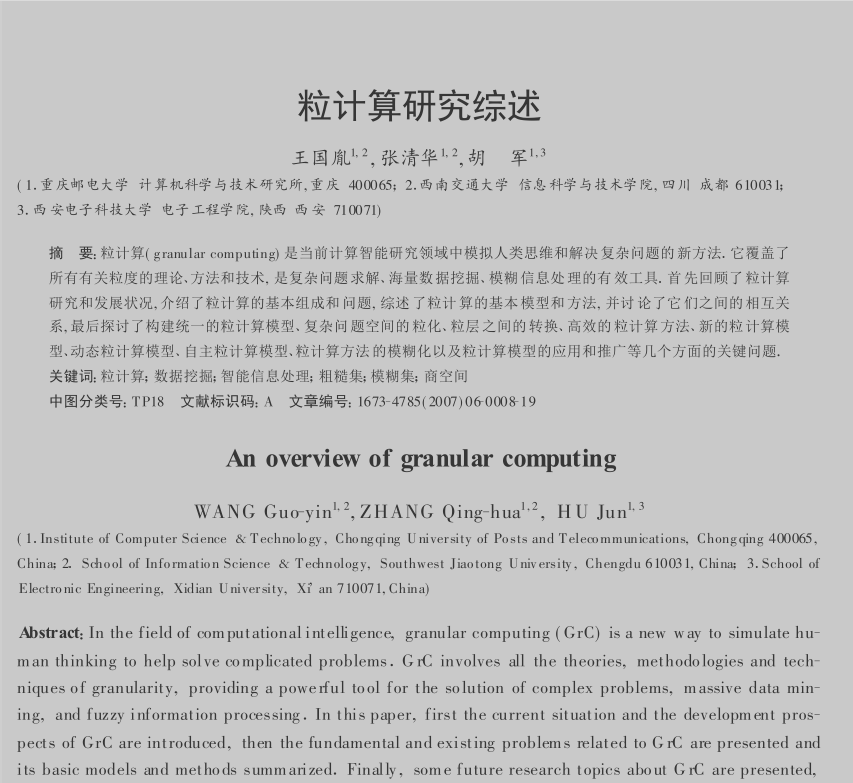 粒计算研究综述
王国胤1,2,张清华1,2,胡 军1,3
(1.重庆邮电大学 计算机科学与技术研究所,重庆 400065; 2.西南交通大学 信息科学与技术学院,四川 成都 610031;
3.西安电子科技大学 电子工程学院,陕西 西安 710071)
摘 要:粒计算(granular computing)是当前计算智能研究领域中模拟人类思维和解决复杂问题的新方法.它覆盖了
所有有关粒度的理论、方法和技术,是复杂问题求解、海量数据挖掘、模糊信息处理的有效工具.首先回顾了粒计算
研究和发展状况,介绍了粒计算的基本组成和问题,综述了粒计算的基本模型和方法,并讨论了它们之间的相互关
系,最后探讨了构建统一的粒计算模型、复杂问题空间的粒化、粒层之间的转换、高效的粒计算方法、新的粒计算模
型、动态粒计算模型、自主粒计算模型、粒计算方法的模糊化以及粒计算模型的应用和推广等几个方面的关键问题.
关键词:粒计算;数据挖掘;智能信息处理;粗糙集;模糊集;商空间
中图分类号:TP18 文献标识码:A 文章编号:1673-4785(2007)06-0008-19
An overview of granular computing
WANG Guo-yin1,2, ZHANG Qing-hua1,2, HU Jun1,3
(1. Institute of Computer Science & Technology, Chongqing University of Posts and Telecommunications, Chongqing 400065,
China; 2. School of Information Science & Technology, Southwest Jiaotong University, Chengdu 610031, China; 3. School of
Electronic Engineering, Xidian University, Xi'an 710071, China)
Abstract: In the field of computational intelligence, granular computing (GrC) is a new way to simulate hu-
man thinking to help solve complicated problems. GrC involves all the theories, methodologies and tech-
niques of granularity, providing a powerful tool for the solution of complex problems, massive data min-
ing, and fuzzy information processing. In this paper, first the current situation and the development pros-
pects of GrC are introduced, then the fundamental and existing problems related to GrC are presented and
its basic models and methods summarized. Finally, some future research topics about GrC are presented,